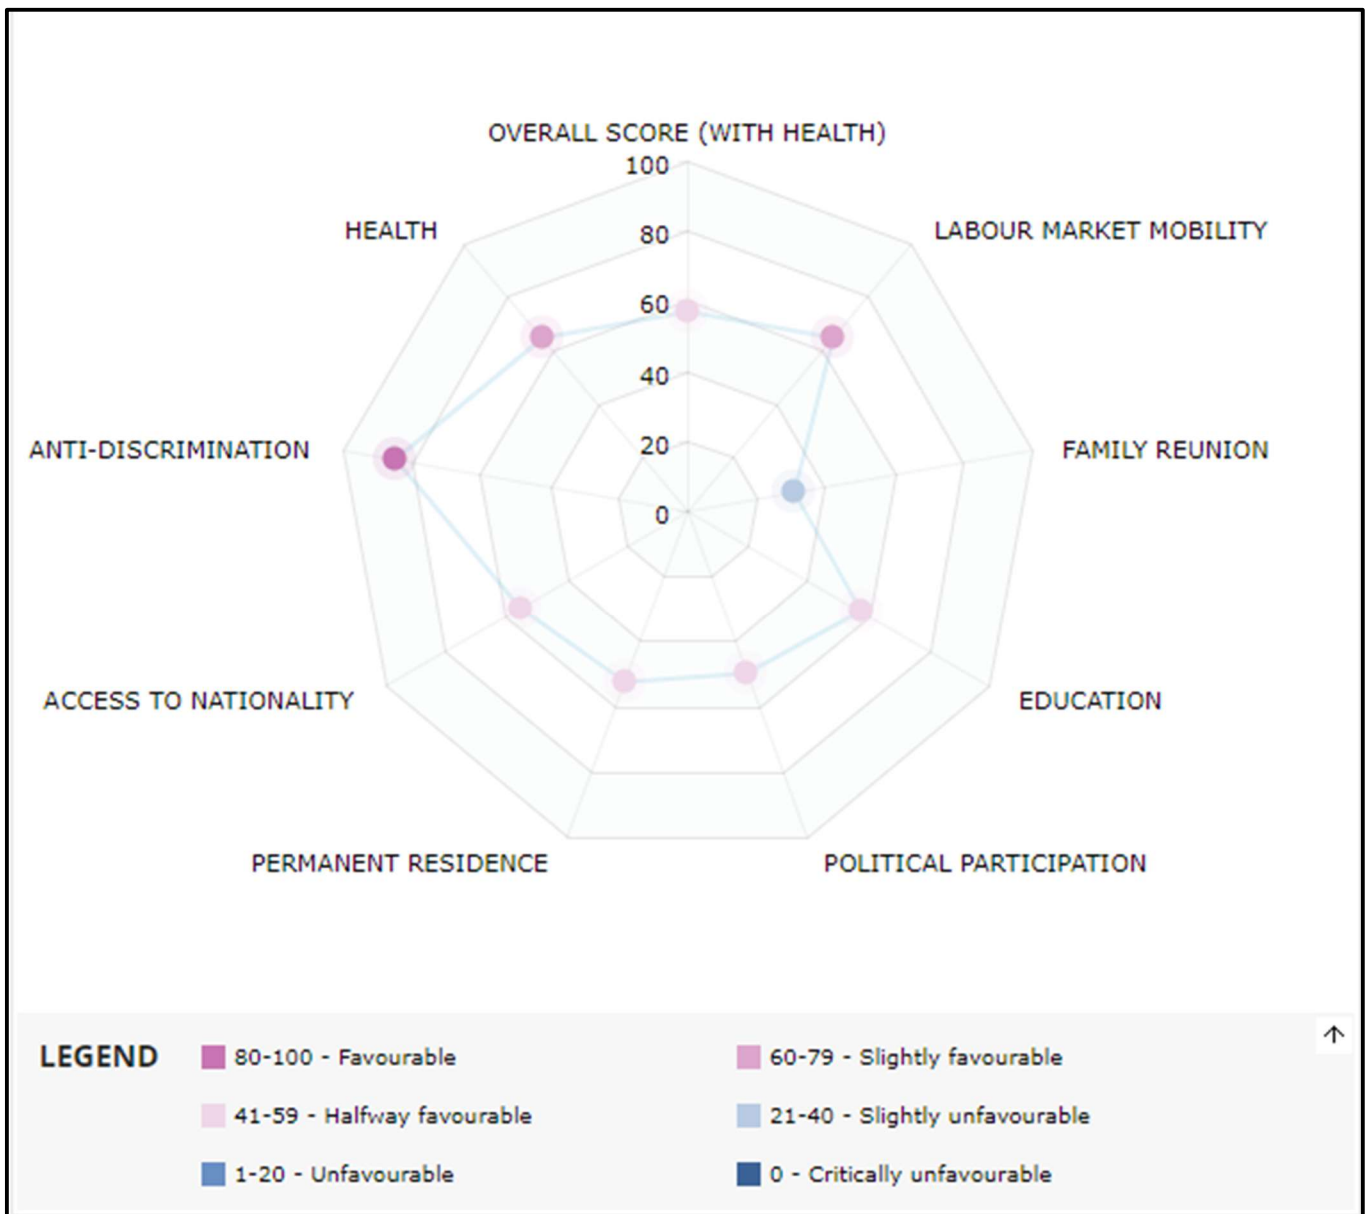 OVERALL SCORE (WITH HEALTH)
100
HEALTH
LABOUR MARKET MOBILITY
80
60
40
ANTI-DISCRIMINATION
20
FAMILY REUNION
0
ACCESS TO NATIONALITY
EDUCATION
PERMANENT RESIDENCE
POLITICAL PARTICIPATION
LEGEND
80-100 - Favourable
60-79 - Slightly favourable
41-59 - Halfway favourable
21-40 - Slightly unfavourable
1-20 - Unfavourable
0 - Critically unfavourable